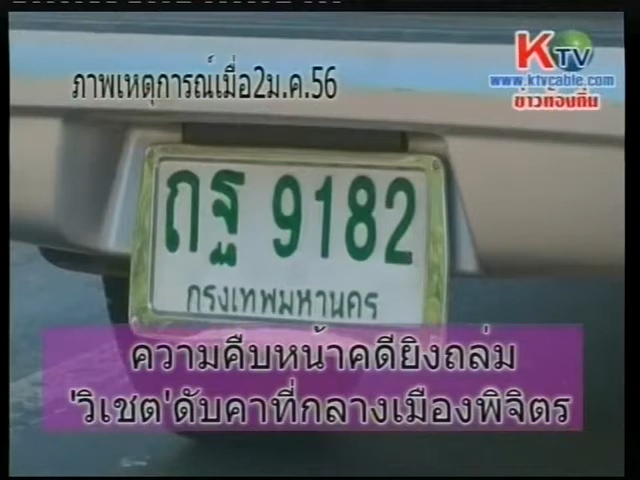 ภาพเหตุการณ์เมื่อ2ม.ค.56
KTV
www.ktvcable.com
ข่าวท้องถิ่น
ถฐ 9182
กรุงเทพมหานคร
ความคืบหน้าคดียิงถล่ม
'วิเชต'ดับคาที่กลางเมืองพิจิตร